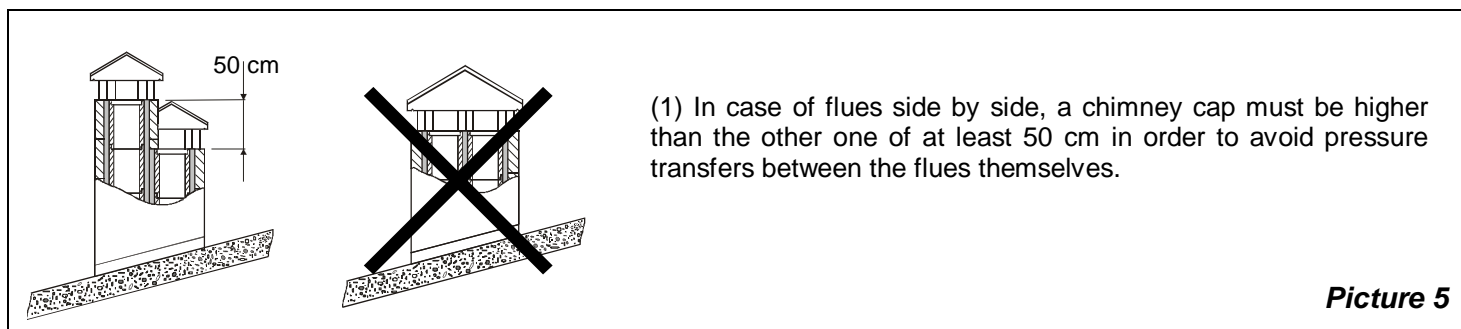 50 cm
(1) In case of flues side by side, a chimney cap must be higher
than the other one of at least 50 cm in order to avoid pressure
transfers between the flues themselves.
Picture 5